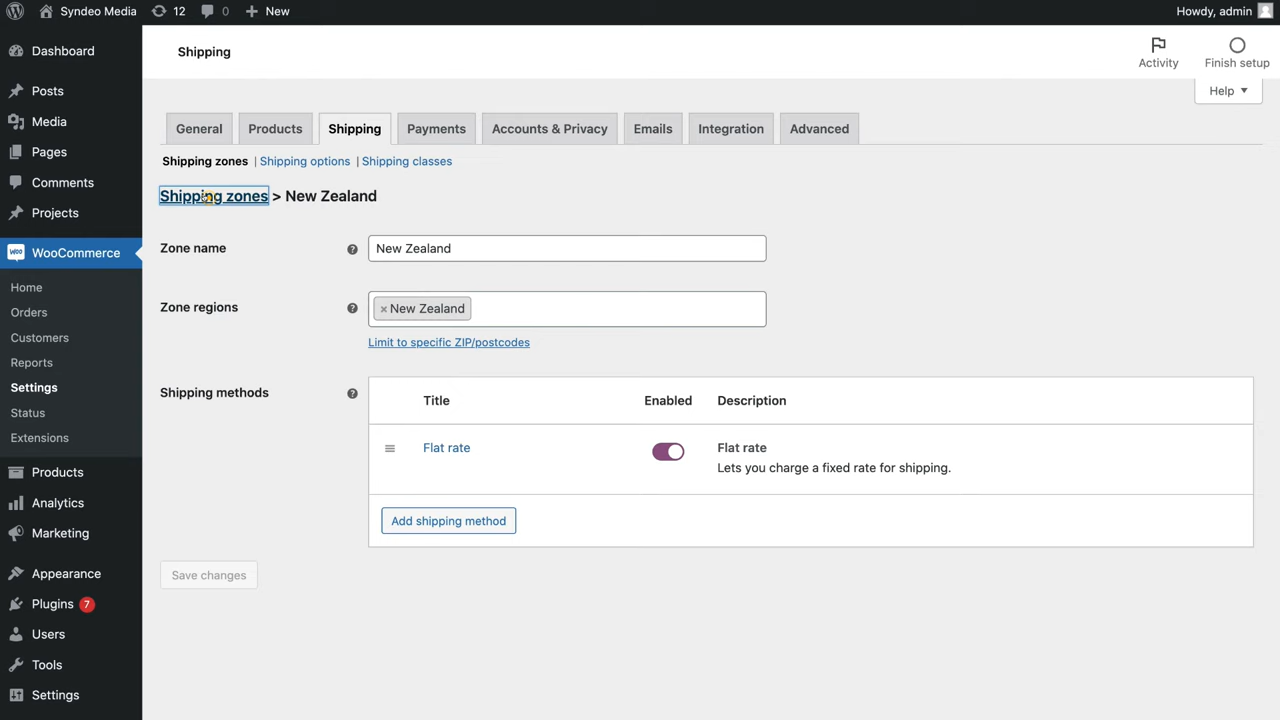 Syndeo Media 12 0 New Howdy, admin
Dashboard
Posts
Media
Pages
Comments
Projects
WooCommerce
Home
Orders
Customers
Reports
Settings
Status
Extensions
Products
Analytics
Marketing
Appearance
Plugins 7
Users
Tools
Settings
Shipping
Activity
Finish setup
Help
General Products Shipping Payments Accounts & Privacy Emails Integration Advanced
Shipping zones | Shipping options | Shipping classes
Shipping zones > New Zealand
Zone name ? New Zealand
Zone regions ? × New Zealand
Limit to specific ZIP/postcodes
Shipping methods ?
Title Enabled Description
Flat rate Flat rate
Lets you charge a fixed rate for shipping.
Add shipping method
Save changes